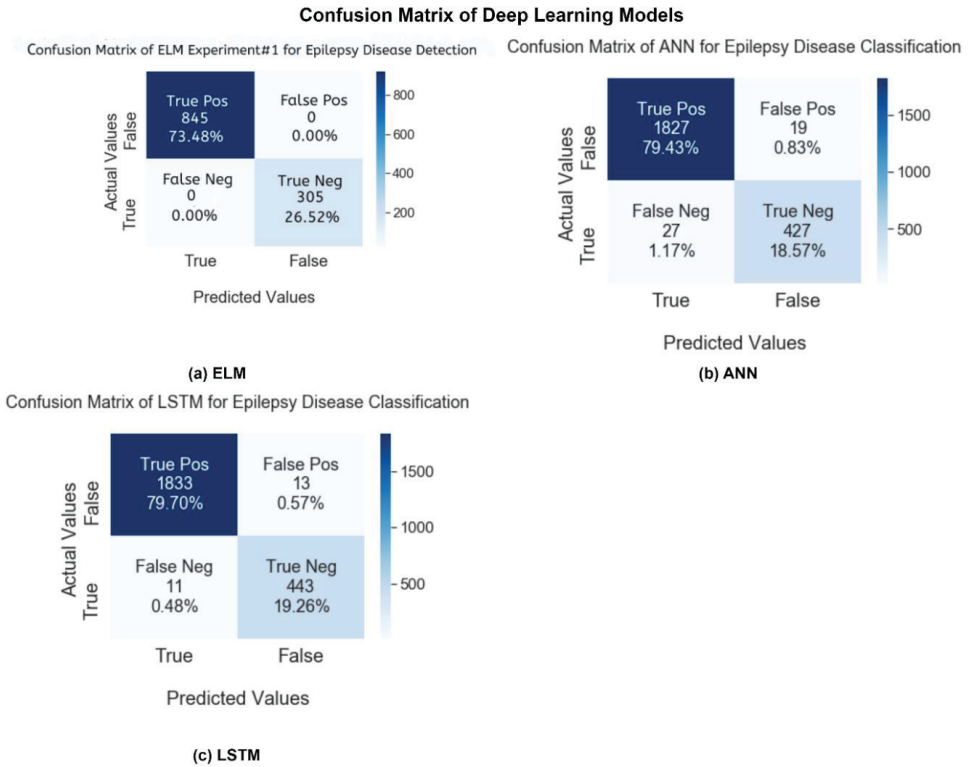 Confusion Matrix of Deep Learning Models
Confusion Matrix of ELM Experiment#1 for Epilepsy Disease Detection
True Pos
845
73.48%
False Pos
0
0.00%
False Neg
0
0.00%
True Neg
305
26.52%
800
600
400
200
Actual Values
False
True
True
False
Predicted Values
(a) ELM
Confusion Matrix of ANN for Epilepsy Disease Classification
True Pos
1827
79.43%
False Pos
19
0.83%
False Neg
27
1.17%
True Neg
427
18.57%
1500
1000
500
Actual Values
False
True
True
False
Predicted Values
(b) ANN
Confusion Matrix of LSTM for Epilepsy Disease Classification
True Pos
1833
79.70%
False Pos
13
0.57%
False Neg
11
0.48%
True Neg
443
19.26%
1500
1000
500
Actual Values
False
True
True
False
Predicted Values
(c) LSTM